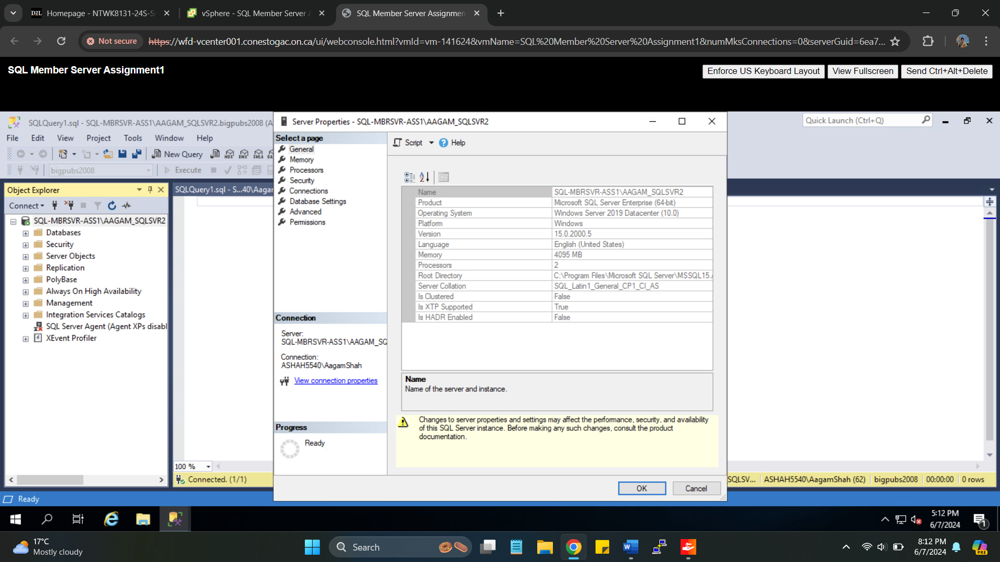 D2L Homepage - NTWK8131-24S-S
vSphere - SQL Member Server
SQL Member Server Assignmen
Not secure
https://wfd-vcenter001.conestogac.on.ca/ui/webconsole.html?vmId=vm-141624&vmName=SQL%20Member%20Server%20Assignment1&numMksConnections=0&serverGuid=6ea7...
SQL Member Server Assignment1
Enforce US Keyboard Layout
View Fullscreen
Send Ctrl+Alt+Delete
SQLQuery1.sql - SQL-MBRSVR-ASS1\AAGAM_SQLSVR2.bigpubs2008 (A
Quick Launch (Ctrl+Q)
File Edit View Project Tools Window Help
New Query
MDX DMX XMLA DA
bigpubs2008
Execute
Object Explorer
Connect
SQL-MBRSVR-ASS1\AAGAM_SQLSVR2
Databases
Security
Server Objects
Replication
PolyBase
Always On High Availability
Management
Integration Services Catalogs
SQL Server Agent (Agent XPs disabl
XEvent Profiler
SQLQuery1.sql - S...40\Aagar
100 %
Connected. (1/1)
Server Properties - SQL-MBRSVR-ASS1\AAGAM_SQLSVR2
Select a page
General
Memory
Processors
Security
Connections
Database Settings
Advanced
Permissions
Connection
Server:
SQL-MBRSVR-ASS1\AAGAM_SQ
Connection:
ASHAH5540\AagamShah
View connection properties
Progress
Ready
Script
Help
Name SQL-MBRSVR-ASS1\AAGAM_SQLSVR2
Product Microsoft SQL Server Enterprise (64-bit)
Operating System Windows Server 2019 Datacenter (10.0)
Platform Windows
Version 15.0.2000.5
Language English (United States)
Memory 4095 MB
Processors 2
Root Directory C:\Program Files\Microsoft SQL Server\MSSQL15.
Server Collation SQL_Latin1_General_CP1_CI_AS
Is Clustered False
Is XTP Supported True
Is HADR Enabled False
Name
Name of the server and instance.
Changes to server properties and settings may affect the performance, security, and availability
of this SQL Server instance. Before making any such changes, consult the product
documentation.
OK
Cancel
SQLSV... ASHAH5540\AagamShah (62) bigpubs2008 00:00:00 0 rows
Ready
5:12 PM
6/7/2024
1
17°C
Mostly cloudy
Search
8:12 PM
6/7/2024
PRE